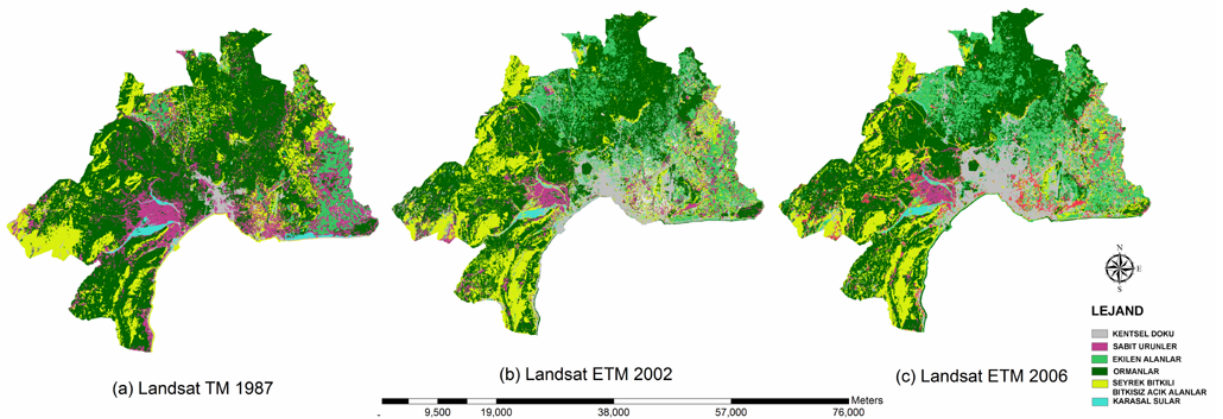 (a) Landsat TM 1987
(b) Landsat ETM 2002
(c) Landsat ETM 2006
N
E
S
LEJAND
KENTSEL DOKU
SABIT URUNLER
EKILEN ALANLAR
ORMANLAR
SEYREK BITKILI
BITKISIZ ACIK ALANLAR
KARASAL SULAR
Meters
- 9,500 19,000 38,000 57,000 76,000